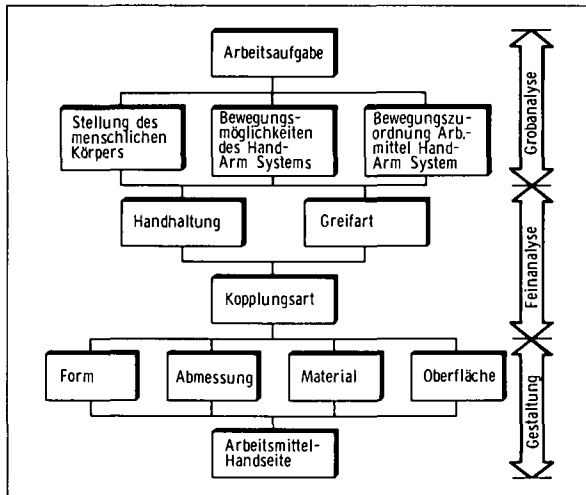 Arbeitsaufgabe
Stellung des
menschlichen
Körpers
Bewegungs-
möglichkeiten
des Hand-
Arm Systems
Bewegungszu-
ordnung Arb.-
mittel Hand-
Arm System
Grobanalyse
Handhaltung
Greifart
Feinanalyse
Kopplungsart
Form
Abmessung
Material
Oberfläche
Gestaltung
Arbeitsmittel-
Handseite